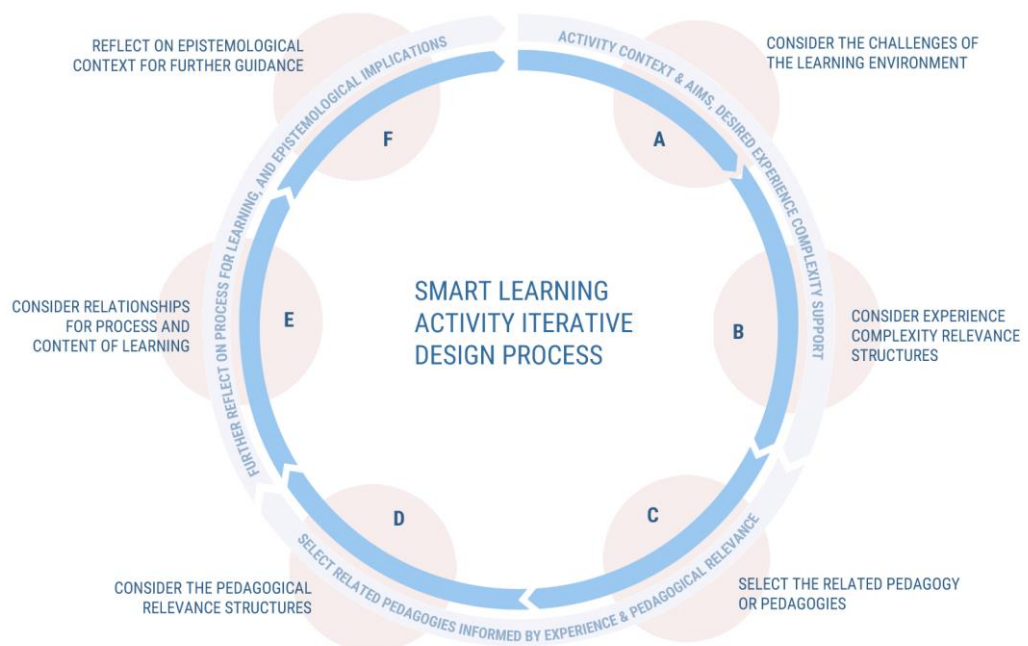 SMART LEARNING
ACTIVITY ITERATIVE
DESIGN PROCESS
ACTIVITY CONTEXT & AIMS, DESIRED EXPERIENCE COMPLEXITY SUPPORT
A
CONSIDER THE CHALLENGES OF
THE LEARNING ENVIRONMENT
B
CONSIDER EXPERIENCE
COMPLEXITY RELEVANCE
STRUCTURES
SELECT RELATED PEDAGOGIES INFORMED BY EXPERIENCE & PEDAGOGICAL RELEVANCE
C
SELECT THE RELATED PEDAGOGY
OR PEDAGOGIES
D
CONSIDER THE PEDAGOGICAL
RELEVANCE STRUCTURES
FURTHER REFLECT ON PROCESS FOR LEARNING, AND EPISTEMOLOGICAL IMPLICATIONS
E
CONSIDER RELATIONSHIPS
FOR PROCESS AND
CONTENT OF LEARNING
F
REFLECT ON EPISTEMOLOGICAL
CONTEXT FOR FURTHER GUIDANCE